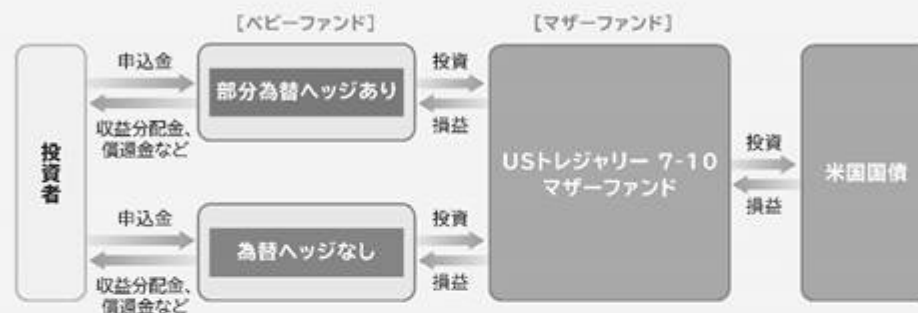 [ベビーファンド]
[マザーファンド]
投資者
申込金
収益分配金、
償還金など
部分為替ヘッジあり
投資
損益
申込金
収益分配金、
償還金など
為替ヘッジなし
投資
損益
USトレジャリー 7-10
マザーファンド
投資
損益
米国国債